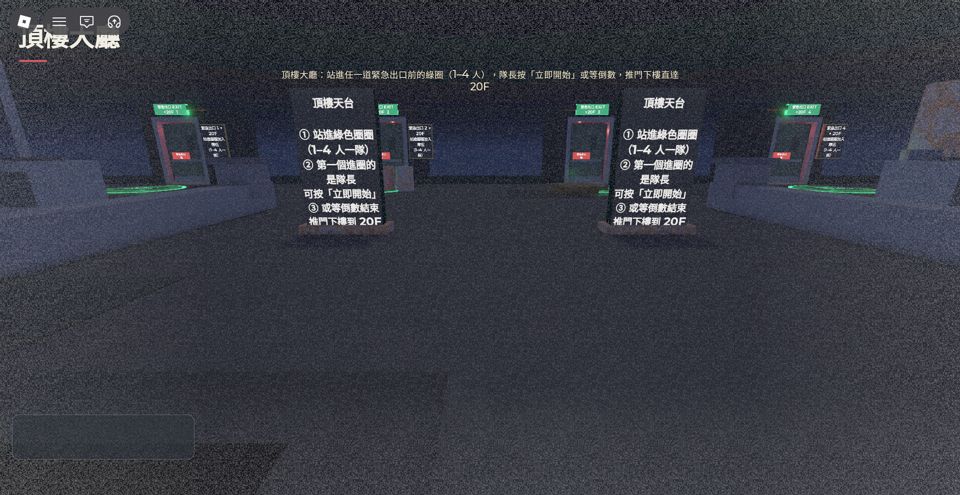 頂樓大廳
頂樓大廳：站進任一道緊急出口前的綠圈（1–4 人），隊長按「立即開始」或等倒數，推門下樓直達
20F
頂樓天台
① 站進綠色圈圈
（1–4 人一隊）
② 第一個進圈的
是隊長
可按「立即開始」
③ 或等倒數結束
推門下樓到 20F
頂樓天台
① 站進綠色圈圈
（1–4 人一隊）
② 第一個進圈的
是隊長
可按「立即開始」
③ 或等倒數結束
推門下樓到 20F